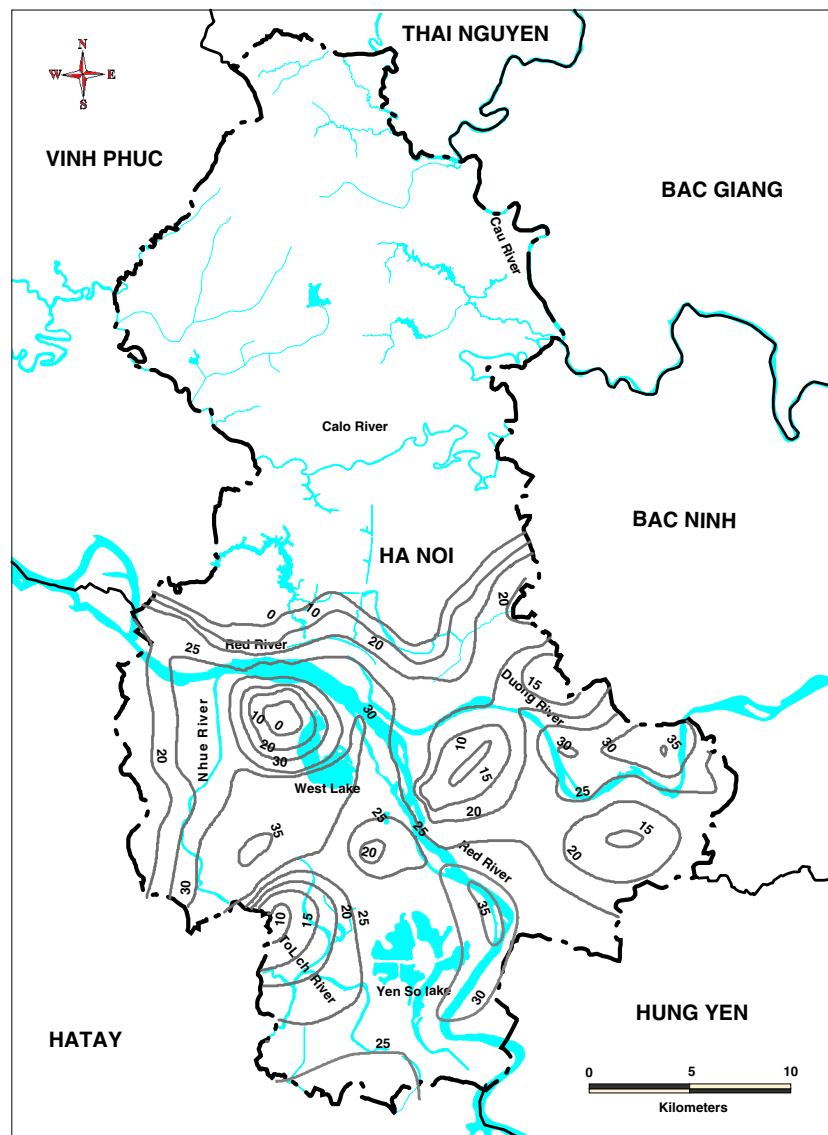 THAI NGUYEN
N
W E
S
VINH PHUC
BAC GIANG
Cau River
Calo River
BAC NINH
HA NOI
0
10
20
20
25
Red River
15
Duong River
30
10
0
20
30
Nhue River
20
West Lake
10
15
20
30
30
35
25
25
25
20
35
Red River
15
20
30
10
15
20
25
35
ToLich River
Yen So lake
30
25
HATAY
HUNG YEN
0 5 10
Kilometers